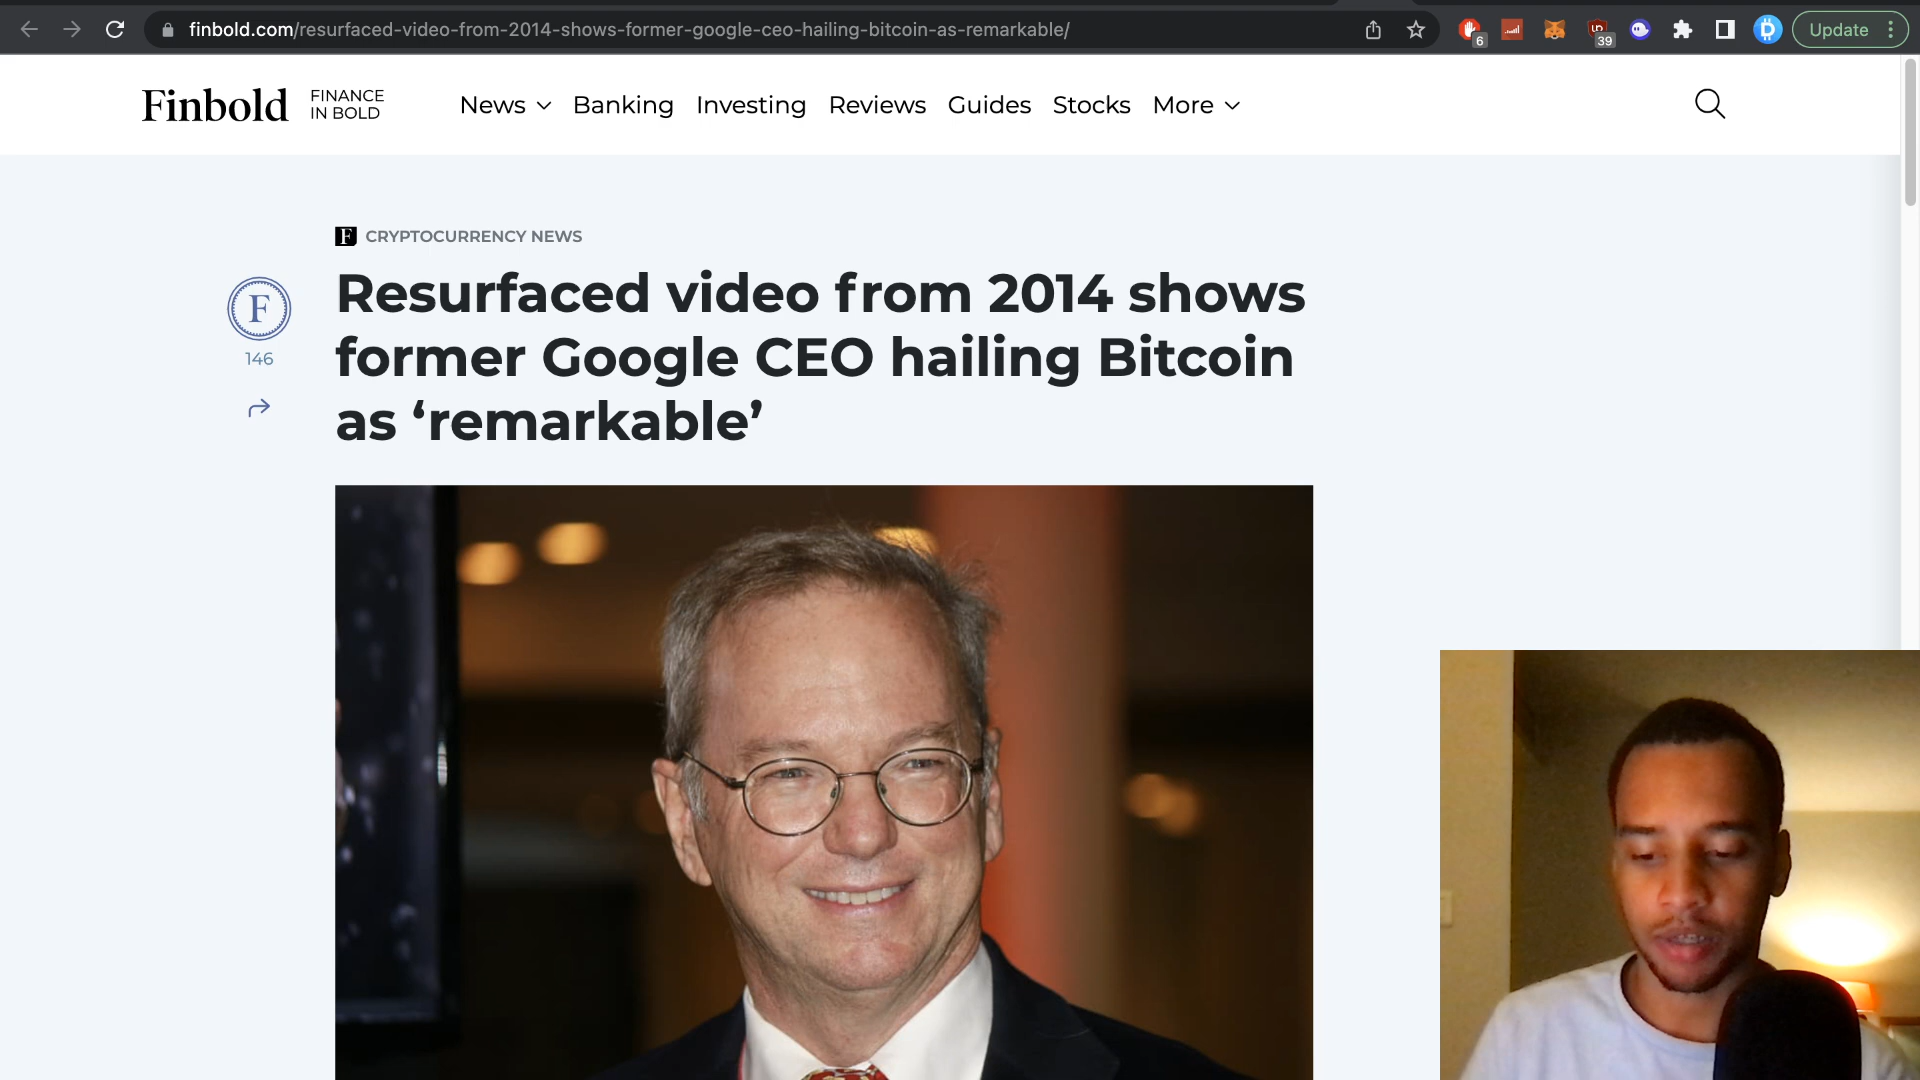 finbold.com/resurfaced-video-from-2014-shows-former-google-ceo-hailing-bitcoin-as-remarkable/
6
39
Update
Finbold
FINANCE
IN BOLD
News
Banking
Investing
Reviews
Guides
Stocks
More
F CRYPTOCURRENCY NEWS
Resurfaced video from 2014 shows
former Google CEO hailing Bitcoin
as ‘remarkable’
F
146